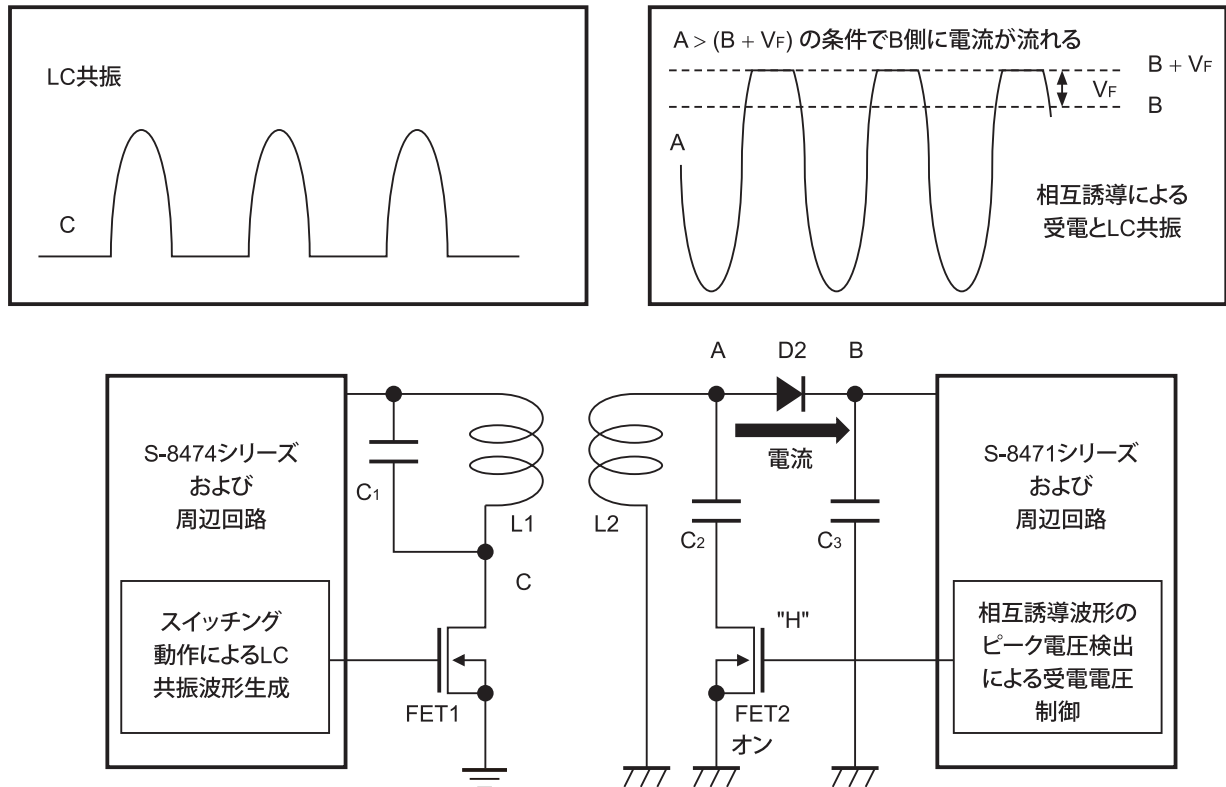 LC共振
C
A > (B + VF) の条件でB側に電流が流れる
B + VF
VF
B
A
相互誘導による
受電とLC共振
A
D2
B
S-8474シリーズ
および
周辺回路
C1
L1
L2
電流
C2
C3
S-8471シリーズ
および
周辺回路
C
スイッチング
動作によるLC
共振波形生成
FET1
"H"
FET2
オン
相互誘導波形の
ピーク電圧検出
による受電電圧
制御